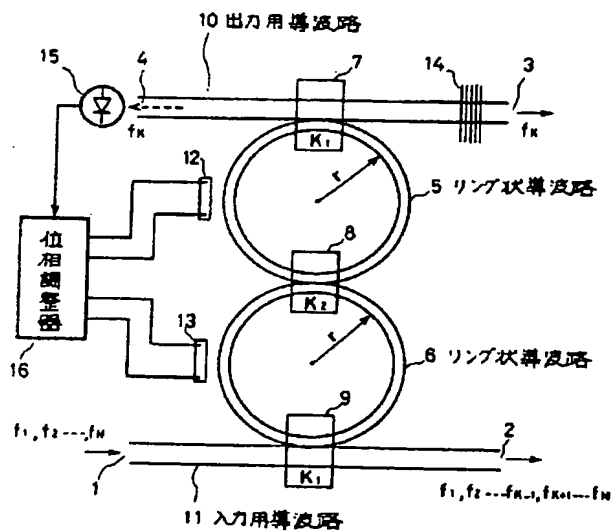 10 出力用導波路
15
4
7
14
3
fK
fK
K1
12
r
5 リング状導波路
8
位相調整器
K2
13
r
6 リング状導波路
16
9
f1, f2 ----, fN
2
1
K1
11 入力用導波路
f1, f2 --- fK-1, fK+1 --- fN